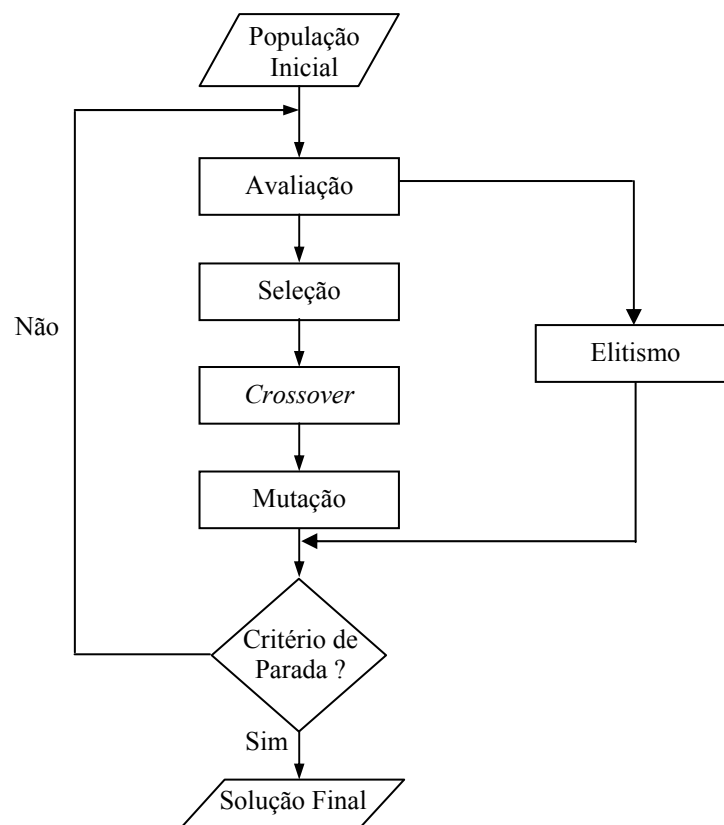 População
Inicial
Avaliação
Seleção
Não
Elitismo
Crossover
Mutação
Critério de
Parada ?
Sim
Solução Final